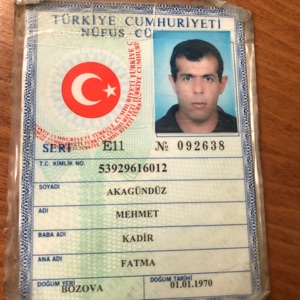 TÜRKİYE CUMHURİYETİ
NÜFUS CÜ
SERİ E11 № 092638
T.C. KİMLİK NO. 53929616012
SOYADI AKAGÜNDÜZ
ADI MEHMET
BABA ADI KADİR
ANA ADI FATMA
DOĞUM YERİ DOĞUM TARİHİ
BOZOVA 01.01.1970